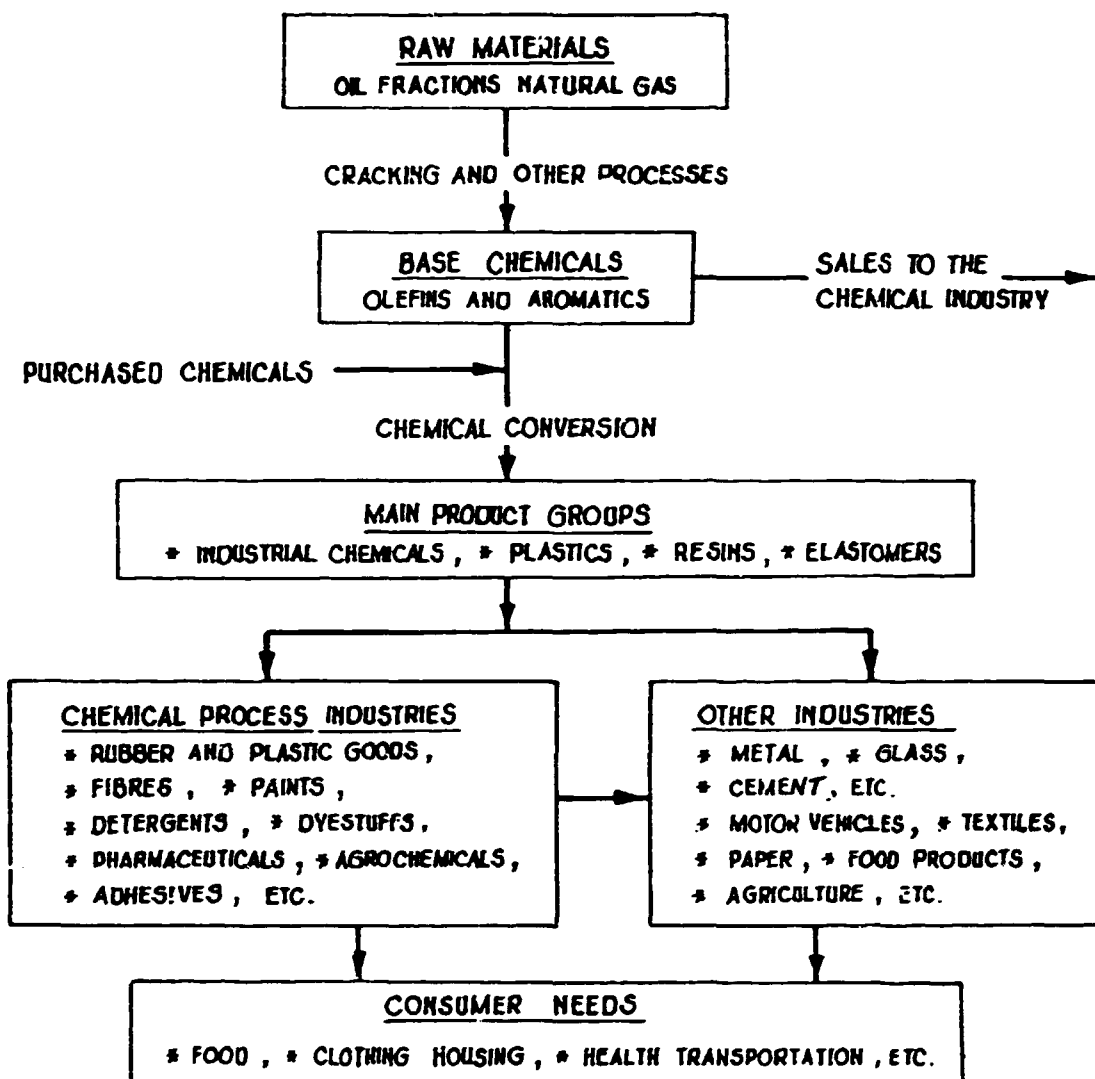 RAW MATERIALS
OIL FRACTIONS NATURAL GAS
CRACKING AND OTHER PROCESSES
BASE CHEMICALS
OLEFINS AND AROMATICS
SALES TO THE
CHEMICAL INDUSTRY
PURCHASED CHEMICALS
CHEMICAL CONVERSION
MAIN PRODUCT GROUPS
* INDUSTRIAL CHEMICALS , * PLASTICS , * RESINS , * ELASTOMERS
CHEMICAL PROCESS INDUSTRIES
* RUBBER AND PLASTIC GOODS ,
* FIBRES , * PAINTS ,
* DETERGENTS , * DYESTUFFS ,
* PHARMACEUTICALS , * AGROCHEMICALS ,
* ADHESIVES , ETC.
OTHER INDUSTRIES
* METAL , * GLASS ,
* CEMENT , ETC.
* MOTOR VEHICLES , * TEXTILES ,
* PAPER , * FOOD PRODUCTS ,
* AGRICULTURE , ETC.
CONSUMER NEEDS
* FOOD , * CLOTHING HOUSING , * HEALTH TRANSPORTATION , ETC.